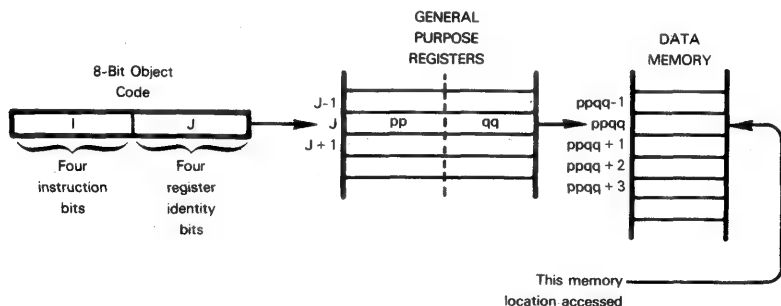 GENERAL
PURPOSE
REGISTERS
DATA
MEMORY
8-Bit Object
Code
I J
Four
instruction
bits
Four
register
identity
bits
J-1
J
J + 1
pp qq
ppqq-1
ppqq
ppqq + 1
ppqq + 2
ppqq + 3
This memory
location accessed